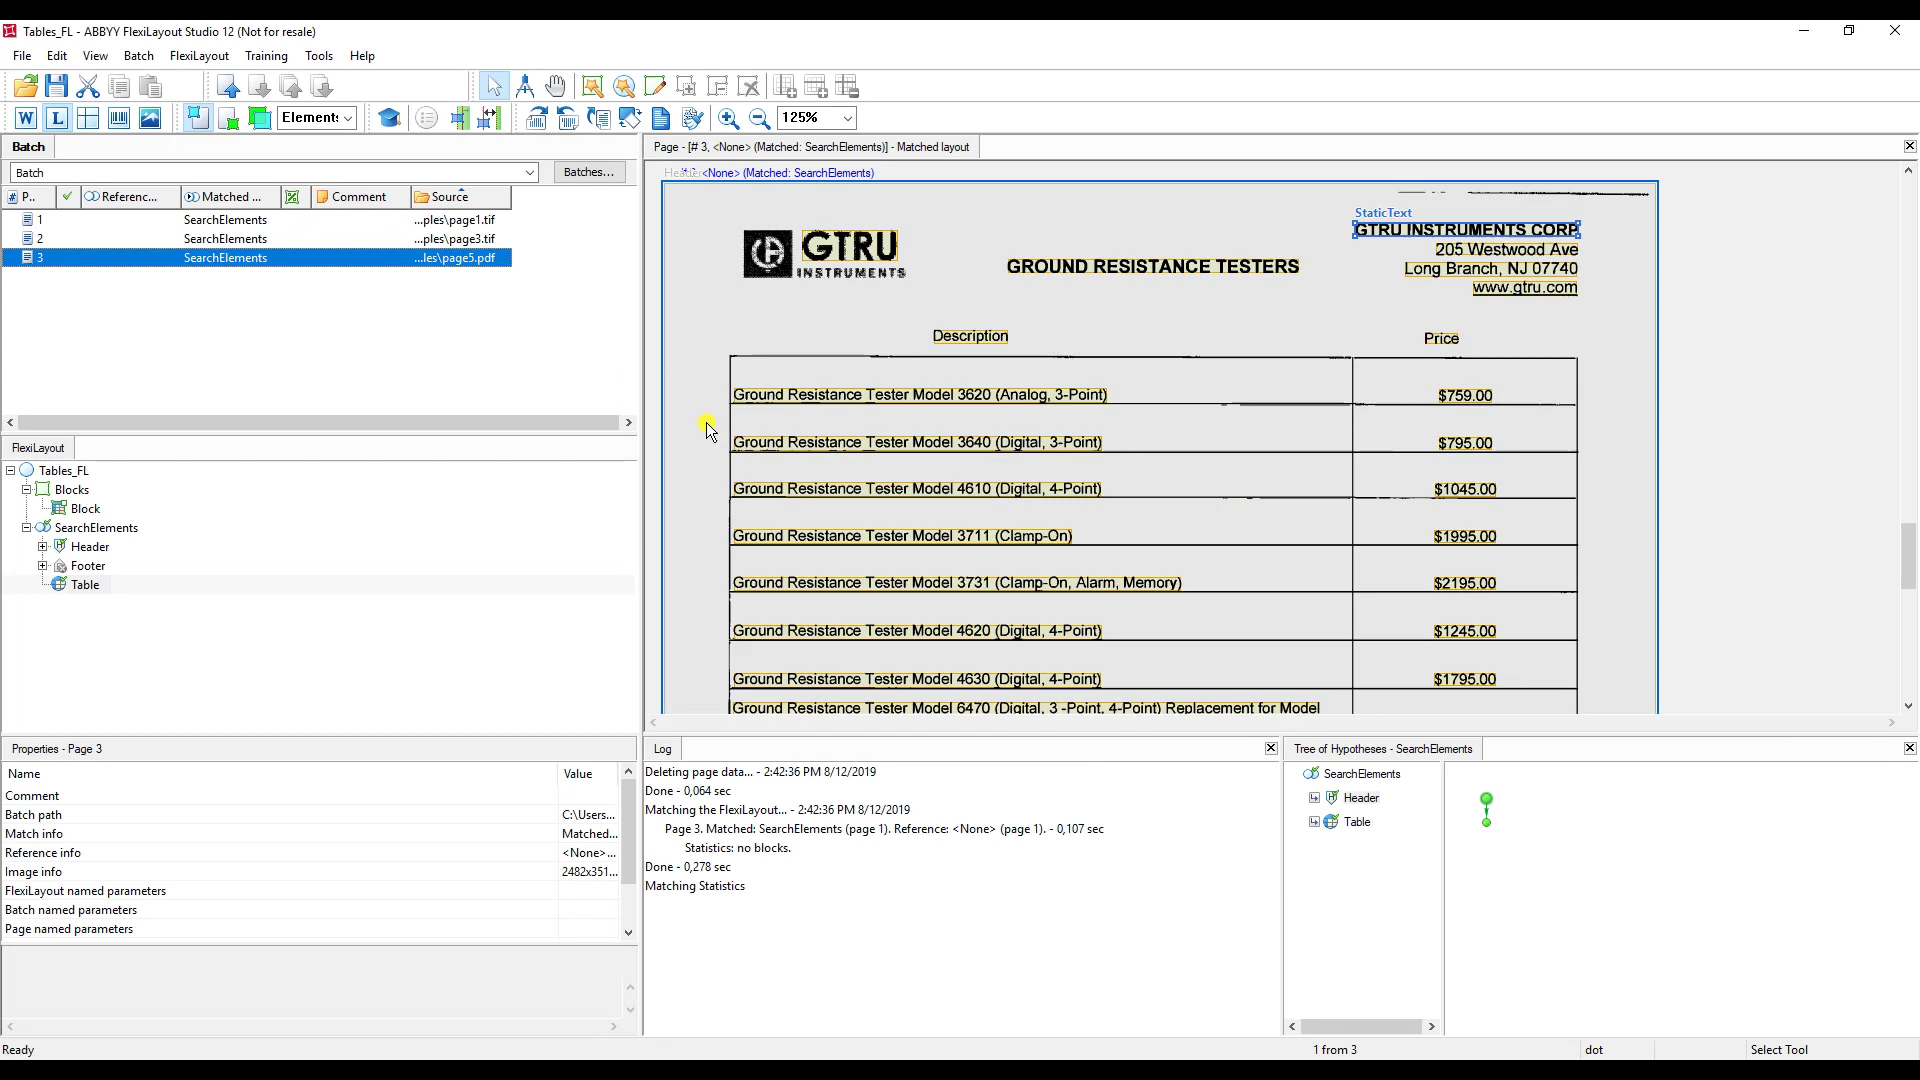 Tables_FL - ABBYY FlexiLayout Studio 12 (Not for resale)
File Edit View Batch FlexiLayout Training Tools Help
W L Element: 125%
Batch
Batch Batches...
# P.. Referenc... Matched ... Comment Source
1 SearchElements ...ples\page1.tif
2 SearchElements ...ples\page3.tif
3 SearchElements ...les\page5.pdf
FlexiLayout
Tables_FL
Blocks
Block
SearchElements
Header
Footer
Table
Properties - Page 3
Name Value
Comment
Batch path C:\Users...
Match info Matched...
Reference info <None>...
Image info 2482x351...
FlexiLayout named parameters
Batch named parameters
Page named parameters
Page - [# 3, <None> (Matched: SearchElements)] - Matched layout
Header <None> (Matched: SearchElements)
StaticText
GTRU INSTRUMENTS CORP
205 Westwood Ave
Long Branch, NJ 07740
www.gtru.com
GTRU
INSTRUMENTS
GROUND RESISTANCE TESTERS
Description Price
Ground Resistance Tester Model 3620 (Analog, 3-Point) $759.00
Ground Resistance Tester Model 3640 (Digital, 3-Point) $795.00
Ground Resistance Tester Model 4610 (Digital, 4-Point) $1045.00
Ground Resistance Tester Model 3711 (Clamp-On) $1995.00
Ground Resistance Tester Model 3731 (Clamp-On, Alarm, Memory) $2195.00
Ground Resistance Tester Model 4620 (Digital, 4-Point) $1245.00
Ground Resistance Tester Model 4630 (Digital, 4-Point) $1795.00
Ground Resistance Tester Model 6470 (Digital, 3 -Point, 4-Point) Replacement for Model
Log
Deleting page data... - 2:42:36 PM 8/12/2019
Done - 0,064 sec
Matching the FlexiLayout... - 2:42:36 PM 8/12/2019
Page 3. Matched: SearchElements (page 1). Reference: <None> (page 1). - 0,107 sec
Statistics: no blocks.
Done - 0,278 sec
Matching Statistics
Tree of Hypotheses - SearchElements
SearchElements
Header
Table
Ready 1 from 3 dot Select Tool